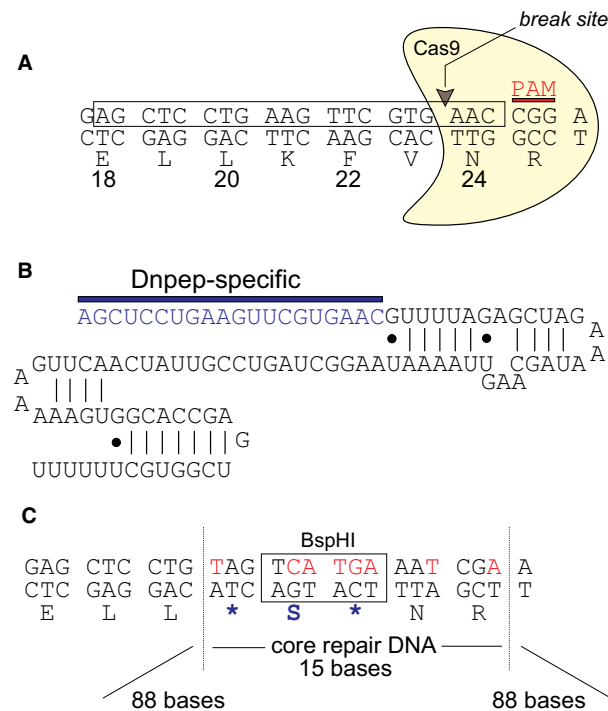 break site
Cas9
A
PAM
GAG CTC CTG AAG TTC GTG AAC CGG A
CTC GAG GAC TTC AAG CAC TTG GCC T
E L L K F V N R
18 20 22 24
B
Dnpep-specific
AGCUCCUGAAGUUCGUGAACGUUUUAGAGCUAG
A
A
GUUCAACUAUUGCCUGAUCGGAAUAAAAUU CGAUA
GAA
A
A
AAAGUGGCACCGA
G
UUUUUUCGUGGCU
C
BspHI
GAG CTC CTG TAG TCA TGA AAT CGA A
CTC GAG GAC ATC AGT ACT TTA GCT T
E L L * S * N R
core repair DNA
15 bases
88 bases 88 bases